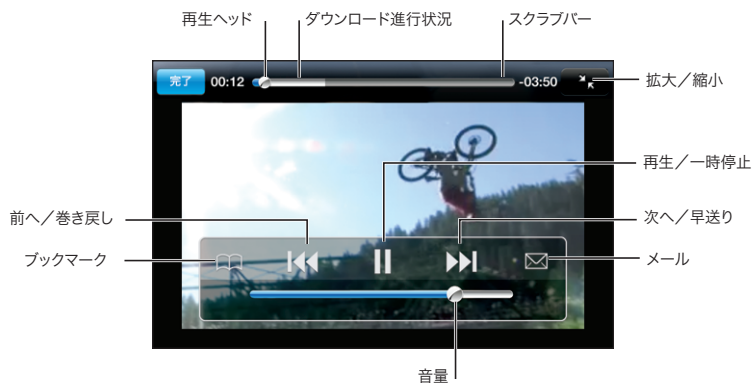 再生ヘッド
ダウンロード進行状況
スクラブバー
完了
00:12
-03:50
拡大／縮小
再生／一時停止
前へ／巻き戻し
次へ／早送り
ブックマーク
メール
音量